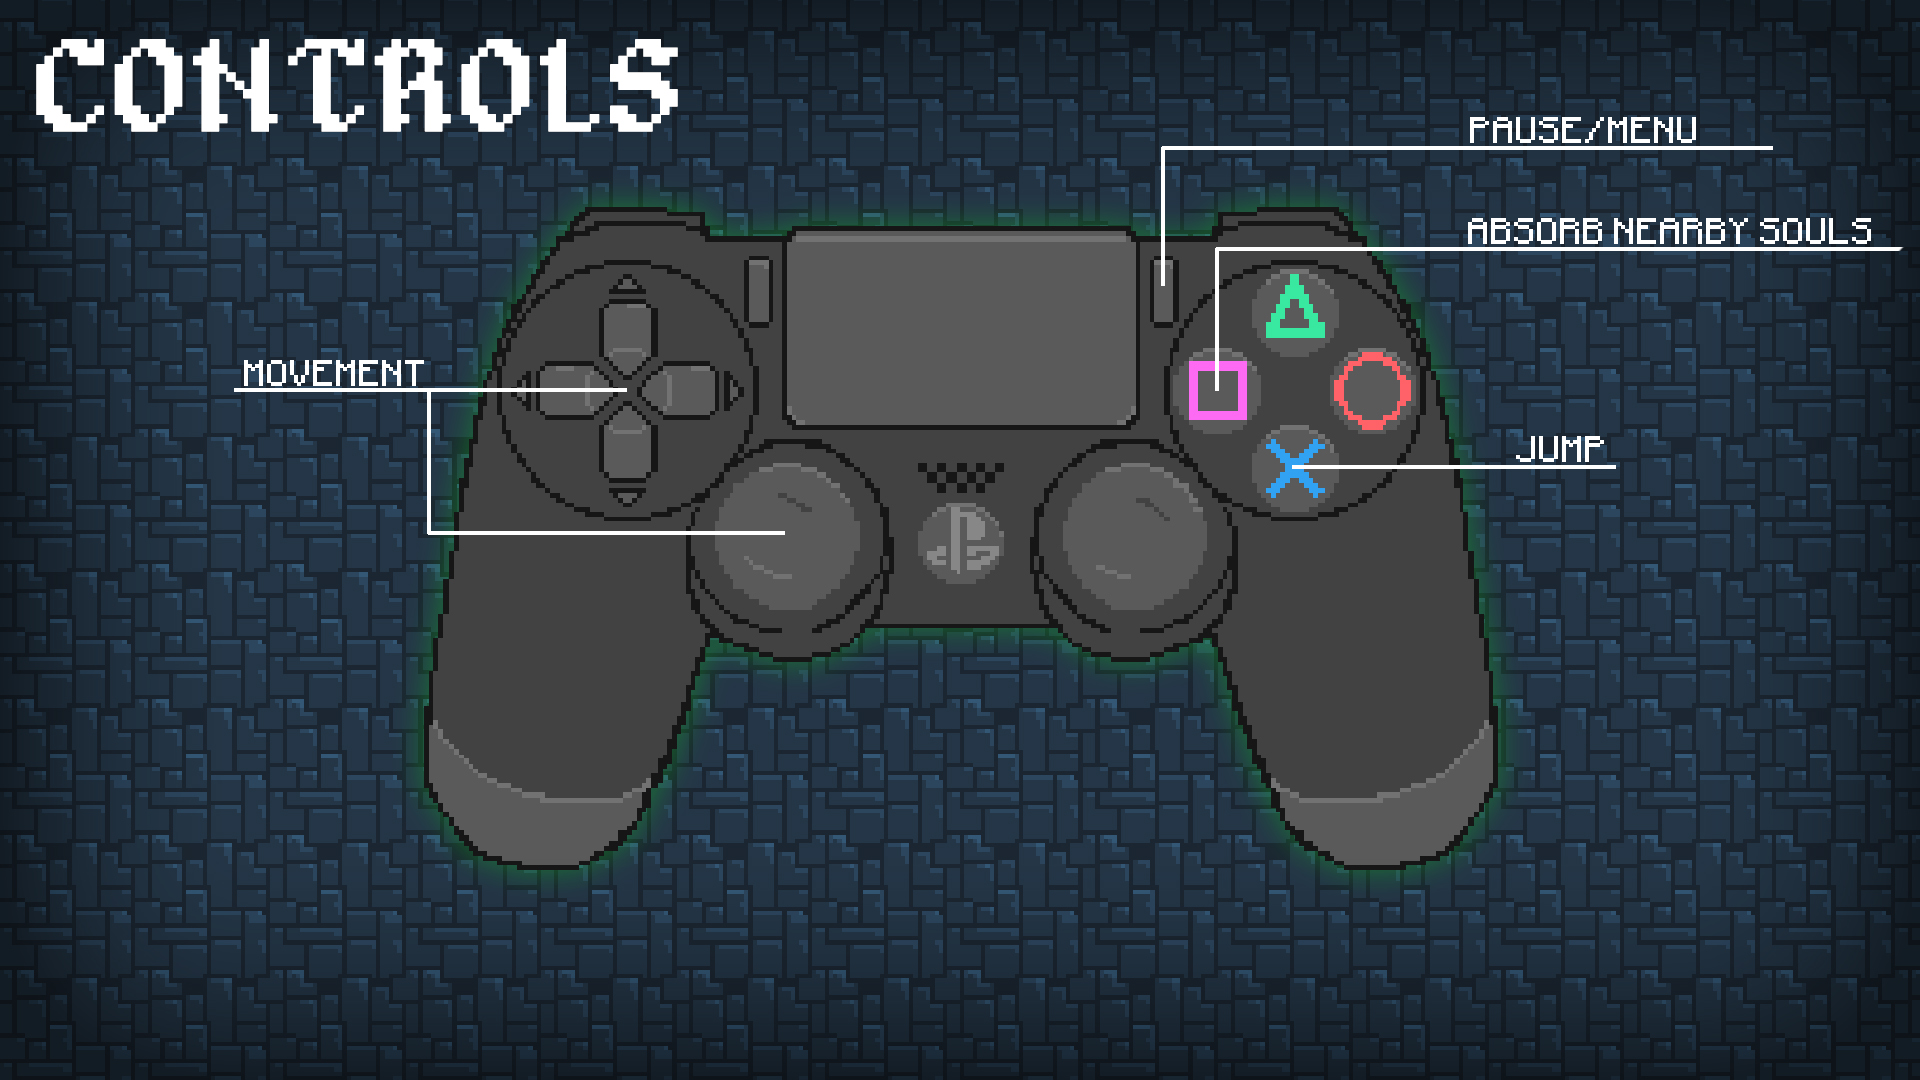 CONTROLS
PAUSE/MENU
ABSORB NEARBY SOULS
MOVEMENT
JUMP